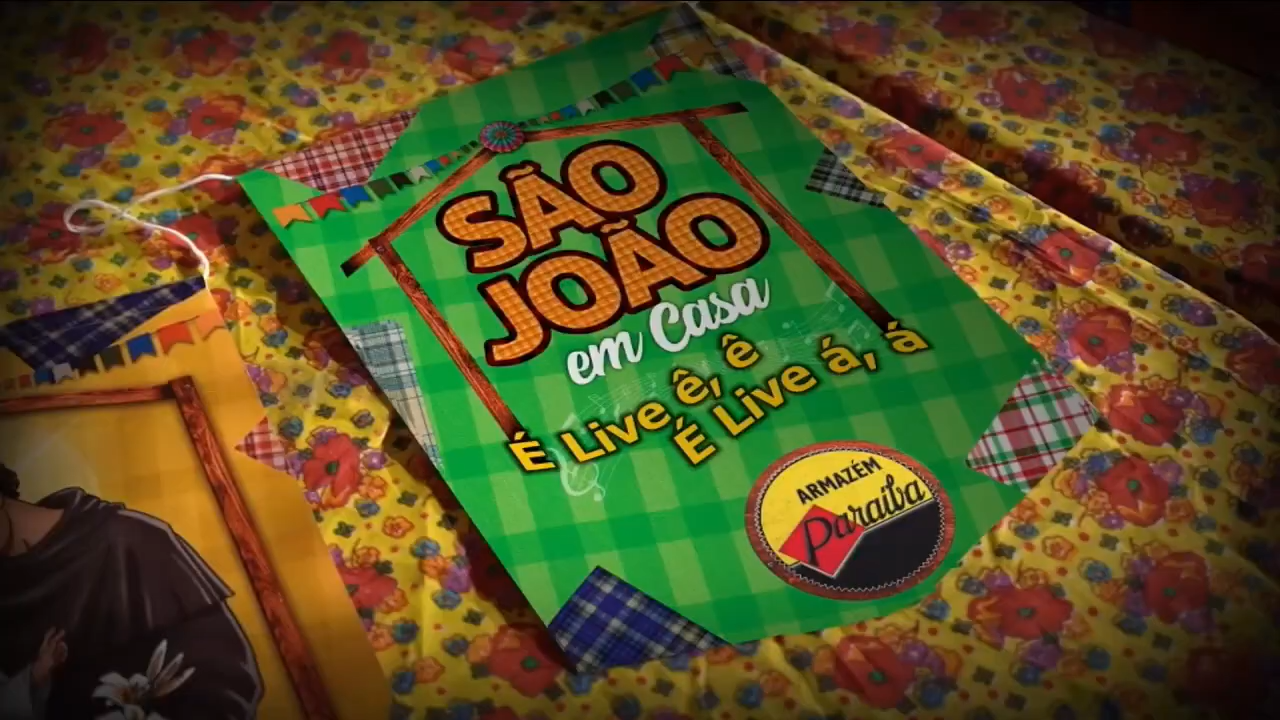 SÃO
JOÃO
em Casa
É Live ê, ê
É Live á, á
ARMAZÉM
Paraíba